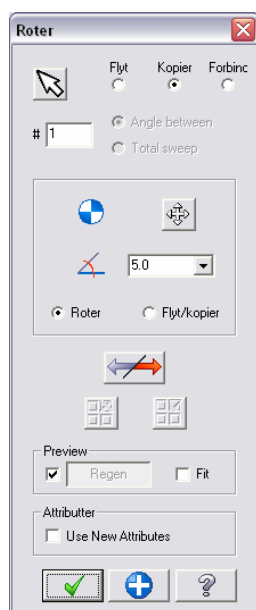 Roter
Flyt Kopier Forbinc
# 1
Angle between
Total sweep
5.0
Roter Flyt/kopier
Preview
Regen Fit
Attributter
Use New Attributes